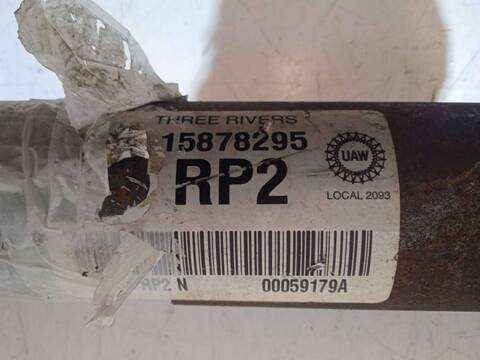 THREE RIVERS
15878295
RP2
UAW
LOCAL 2093
RP2 N 00059179A